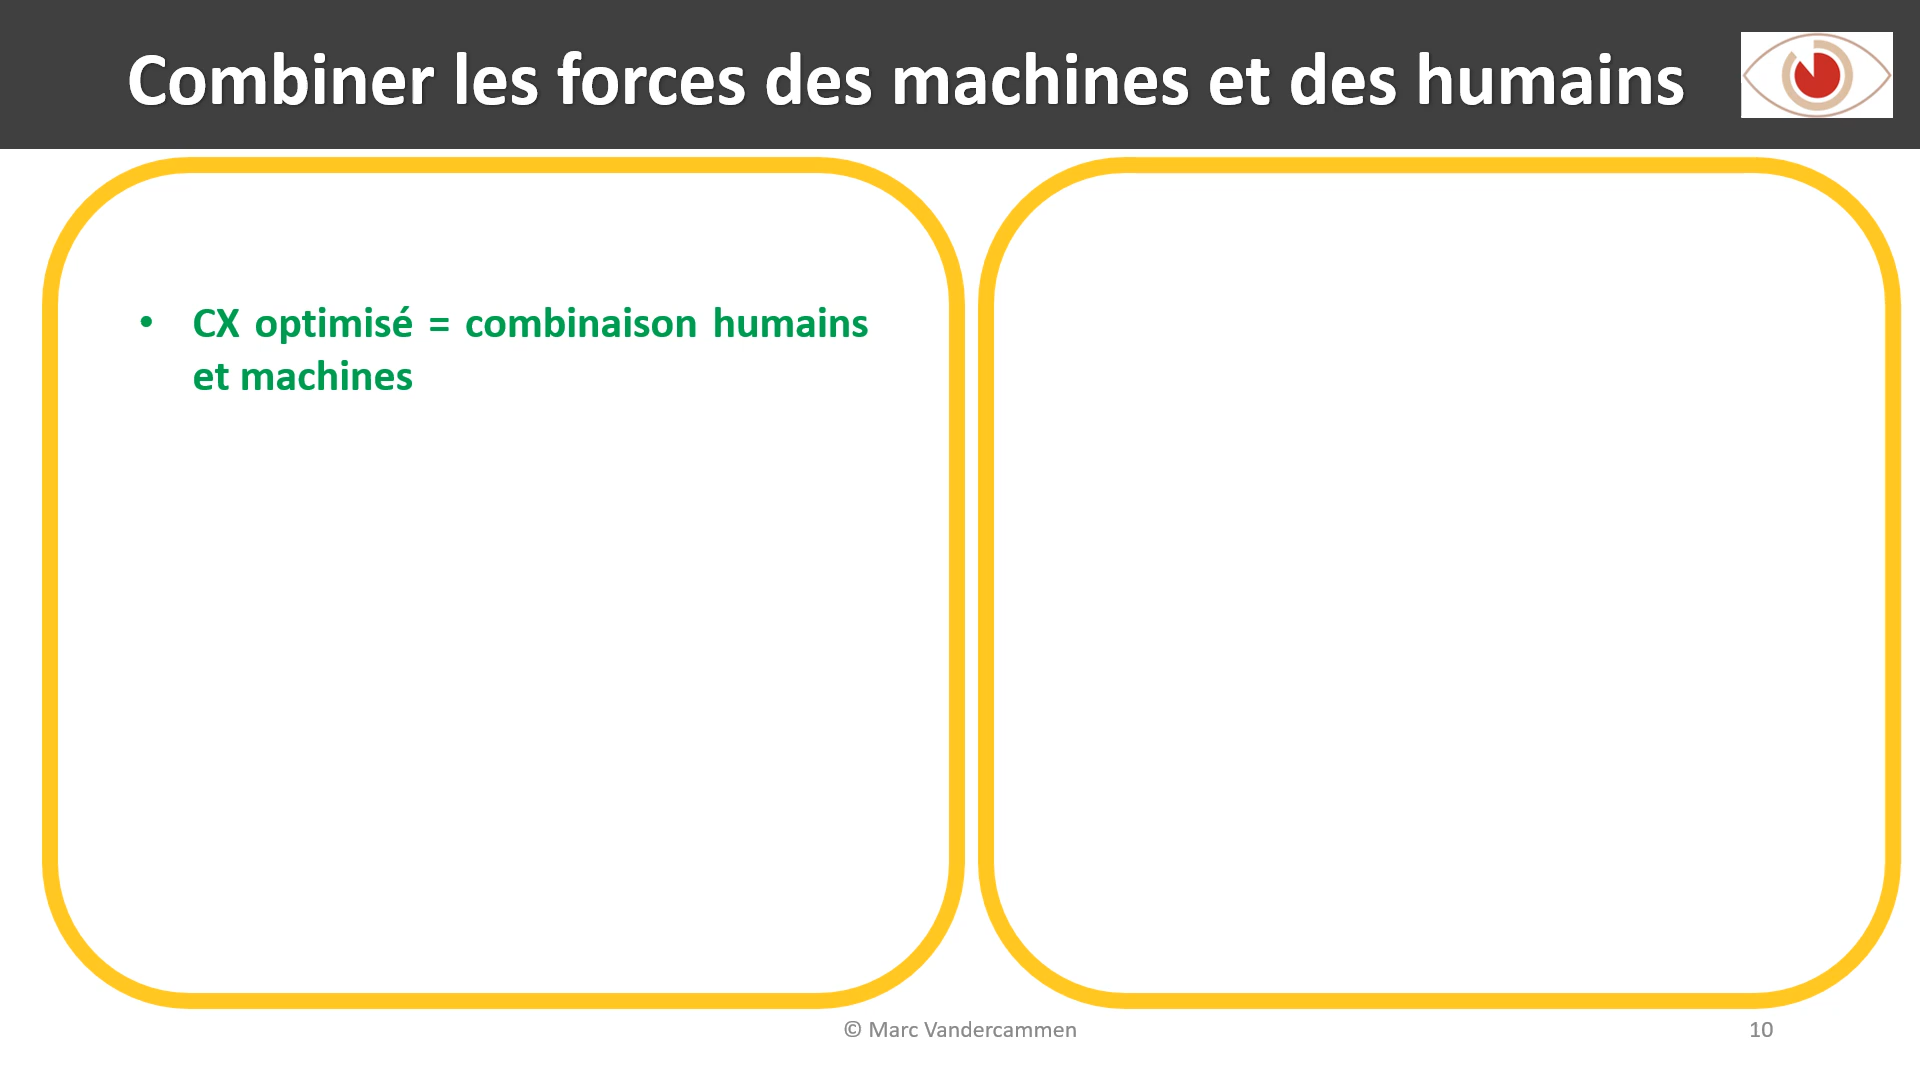 Combiner les forces des machines et des humains
• CX optimisé = combinaison humains
et machines
© Marc Vandercammen
10